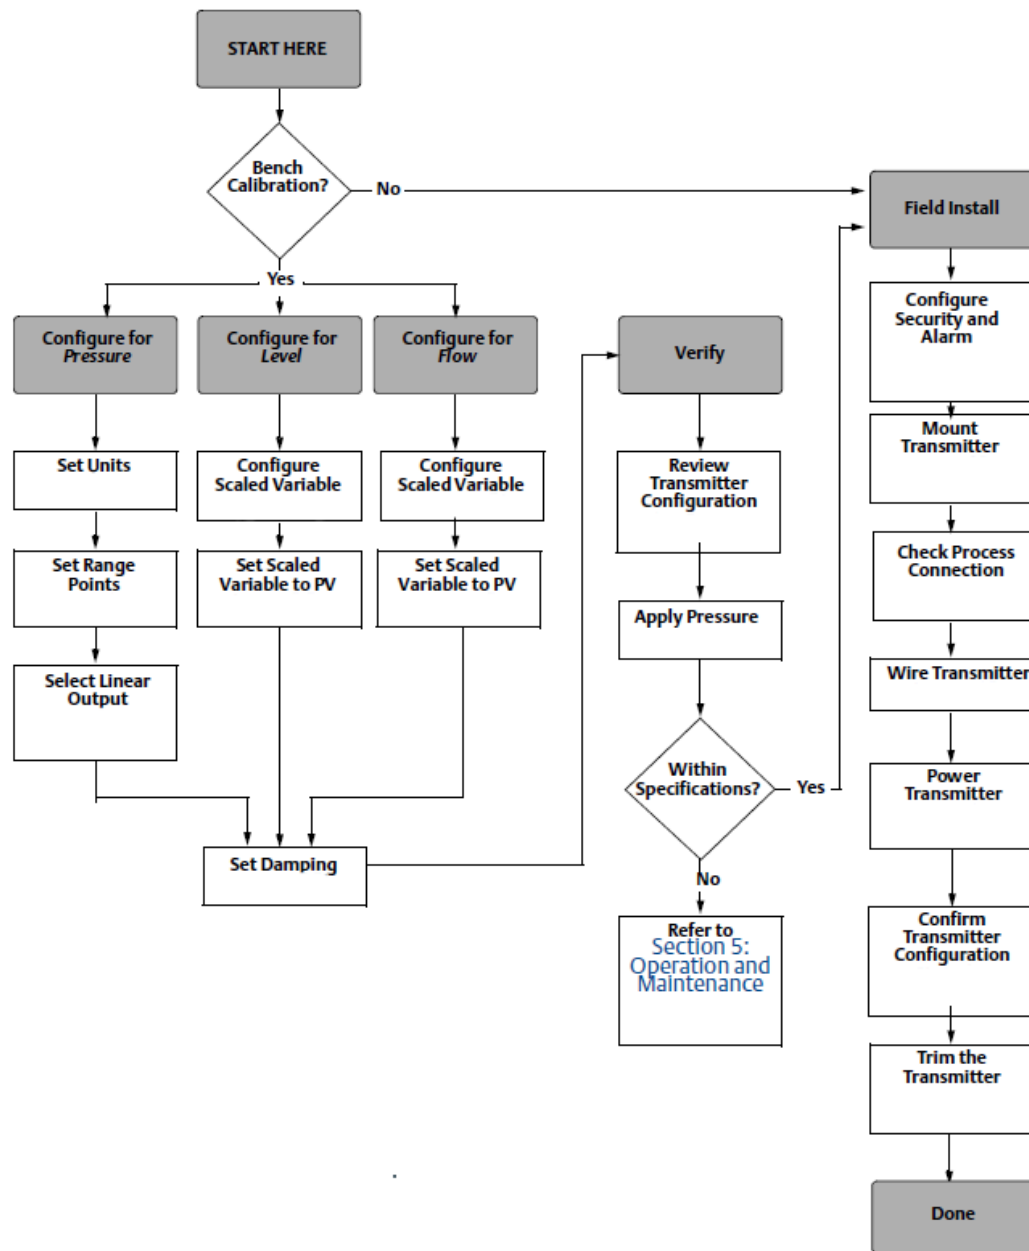 START HERE
Bench
Calibration?
No
Yes
Configure for
Pressure
Configure for
Level
Configure for
Flow
Set Units
Configure
Scaled Variable
Configure
Scaled Variable
Set Range
Points
Set Scaled
Variable to PV
Set Scaled
Variable to PV
Select Linear
Output
Set Damping
Verify
Review
Transmitter
Configuration
Apply Pressure
Within
Specifications?
Yes
No
Refer to
Section 5:
Operation and
Maintenance
Field Install
Configure
Security and
Alarm
Mount
Transmitter
Check Process
Connection
Wire Transmitter
Power
Transmitter
Confirm
Transmitter
Configuration
Trim the
Transmitter
Done